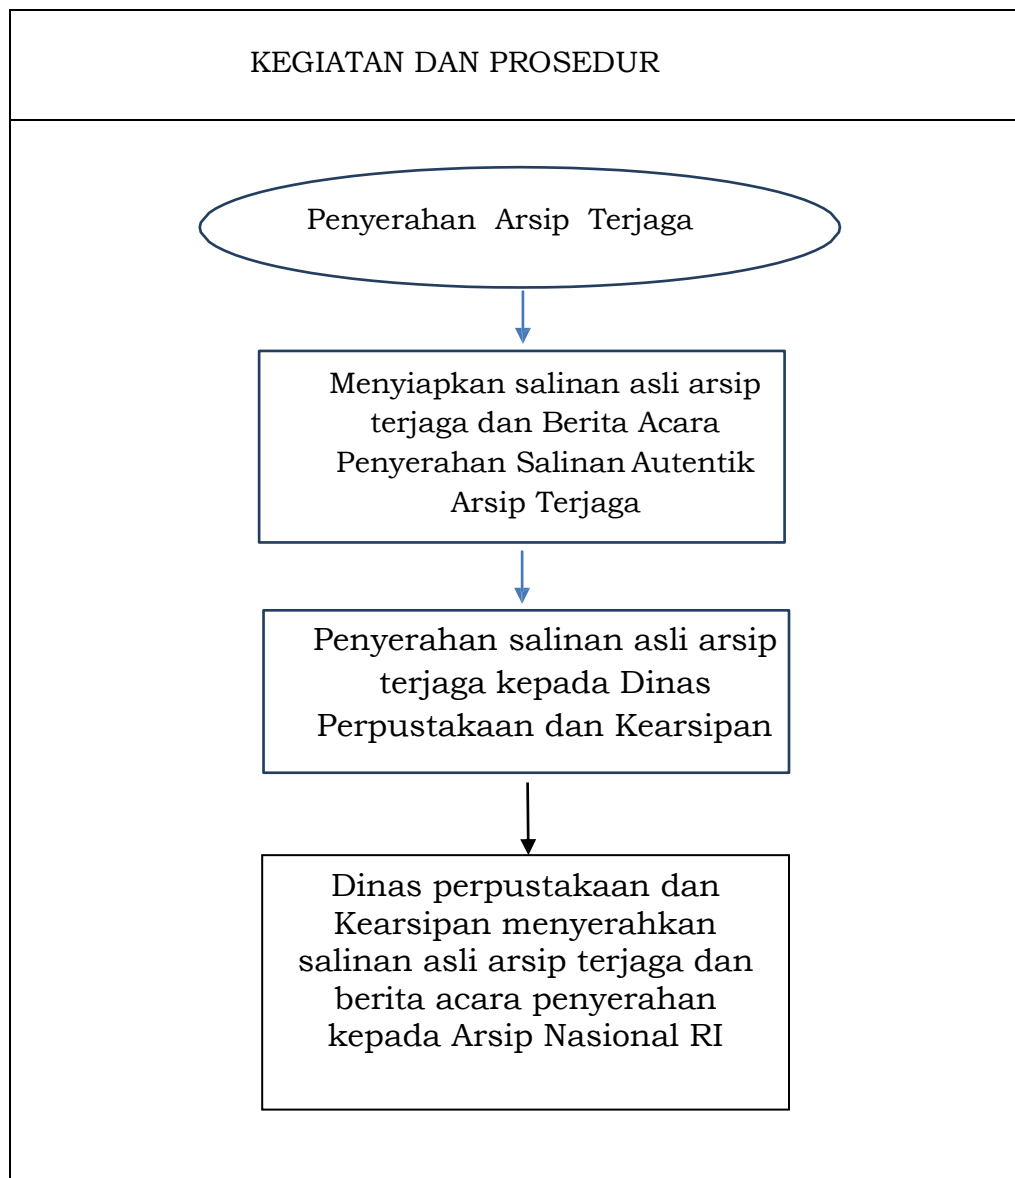 KEGIATAN DAN PROSEDUR
Penyerahan Arsip Terjaga
Menyiapkan salinan asli arsip
terjaga dan Berita Acara
Penyerahan Salinan Autentik
Arsip Terjaga
Penyerahan salinan asli arsip
terjaga kepada Dinas
Perpustakaan dan Kearsipan
Dinas perpustakaan dan
Kearsipan menyerahkan
salinan asli arsip terjaga dan
berita acara penyerahan
kepada Arsip Nasional RI